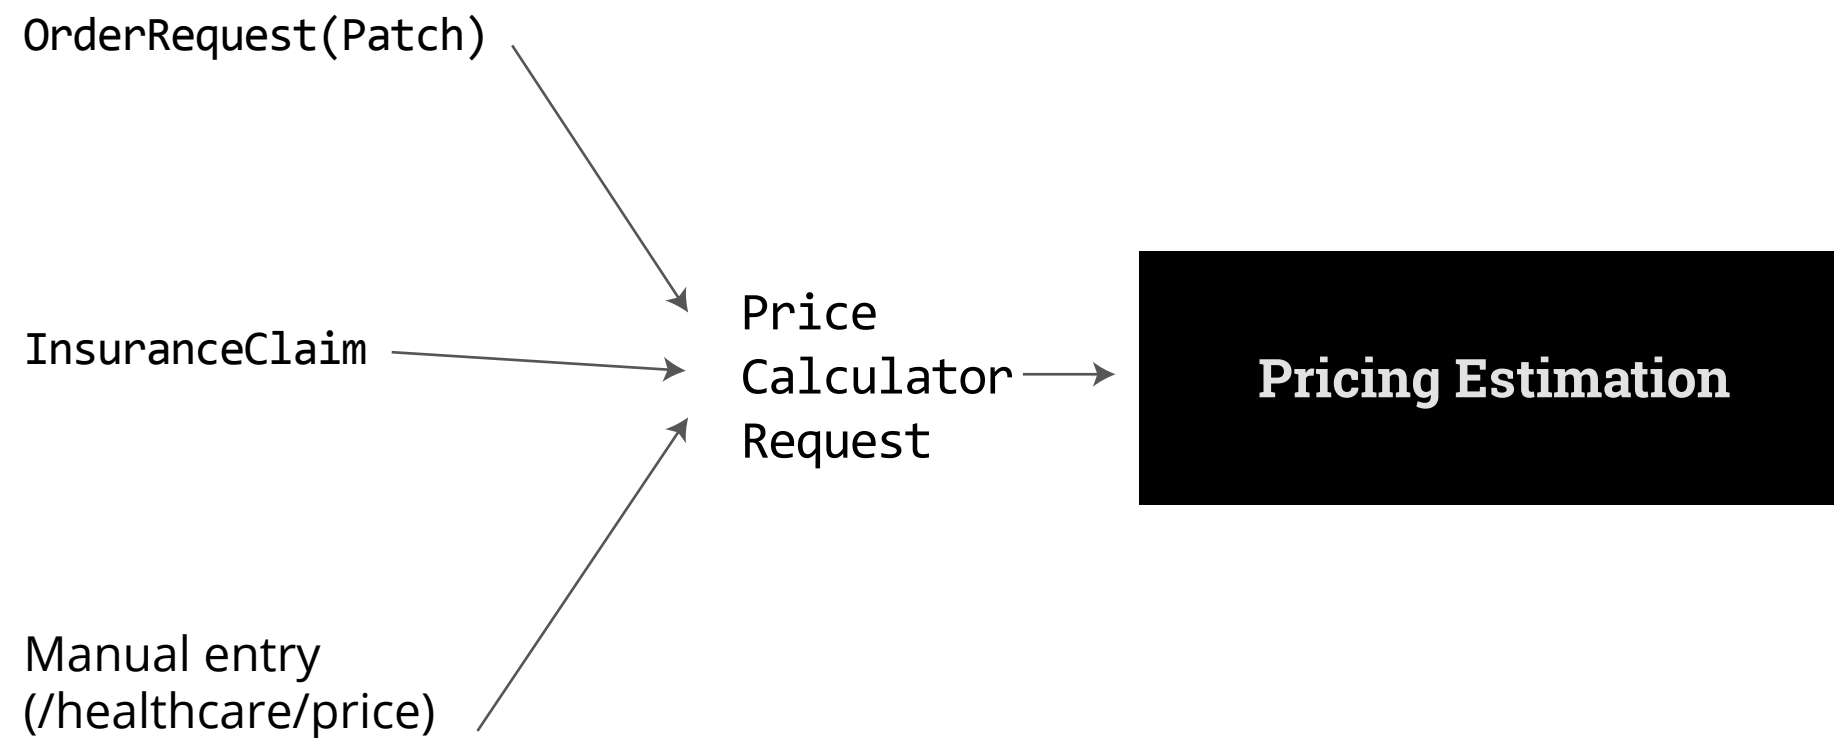 OrderRequest(Patch)
InsuranceClaim
Manual entry
(/healthcare/price)
Price
Calculator
Request
Pricing Estimation